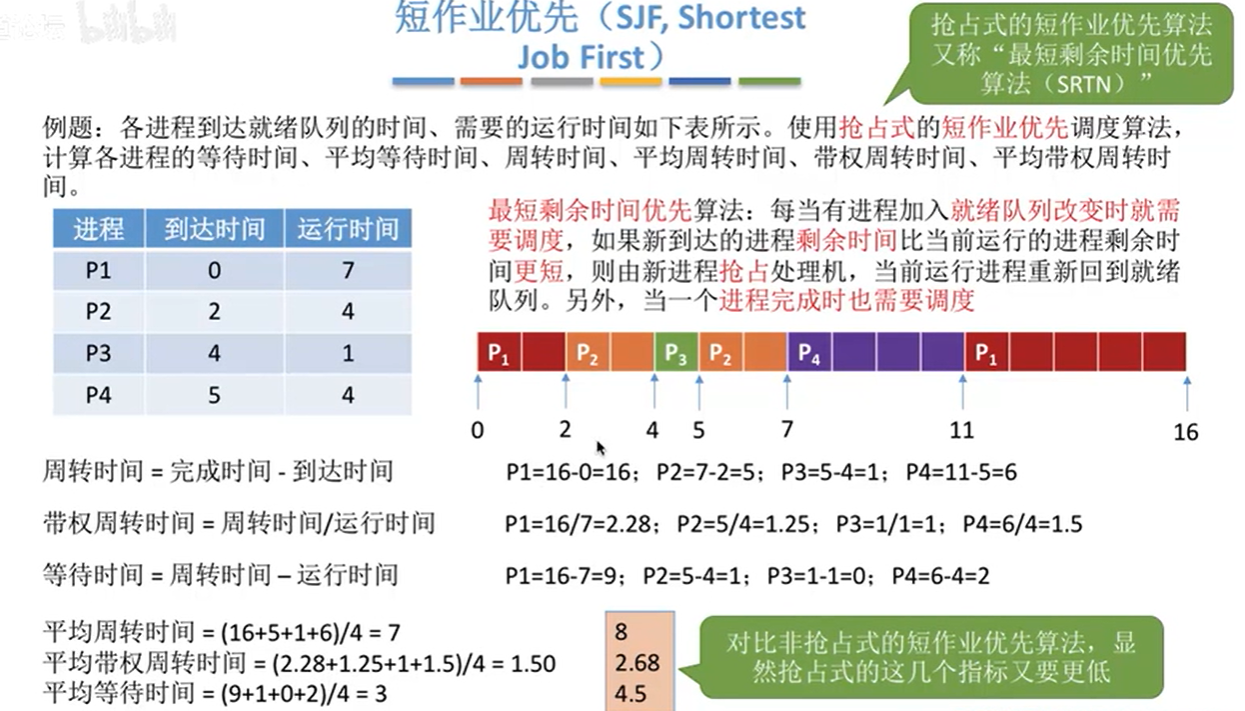 bilibili
短作业优先（SJF, Shortest
Job First）
抢占式的短作业优先算法
又称“最短剩余时间优先
算法（SRTN）”
例题：各进程到达就绪队列的时间、需要的运行时间如下表所示。使用抢占式的短作业优先调度算法，
计算各进程的等待时间、平均等待时间、周转时间、平均周转时间、带权周转时间、平均带权周转时
间。
进程 到达时间 运行时间
P1 0 7
P2 2 4
P3 4 1
P4 5 4
最短剩余时间优先算法：每当有进程加入就绪队列改变时就需
要调度，如果新到达的进程剩余时间比当前运行的进程剩余时
间更短，则由新进程抢占处理机，当前运行进程重新回到就绪
队列。另外，当一个进程完成时也需要调度
P₁ P₂ P₃ P₂ P₄ P₁
0 2 4 5 7 11 16
周转时间 = 完成时间 - 到达时间 P1=16-0=16；P2=7-2=5；P3=5-4=1；P4=11-5=6
带权周转时间 = 周转时间/运行时间 P1=16/7=2.28；P2=5/4=1.25；P3=1/1=1；P4=6/4=1.5
等待时间 = 周转时间 – 运行时间 P1=16-7=9；P2=5-4=1；P3=1-1=0；P4=6-4=2
平均周转时间 = (16+5+1+6)/4 = 7
平均带权周转时间 = (2.28+1.25+1+1.5)/4 = 1.50
平均等待时间 = (9+1+0+2)/4 = 3
8
2.68
4.5
对比非抢占式的短作业优先算法，显
然抢占式的这几个指标又要更低